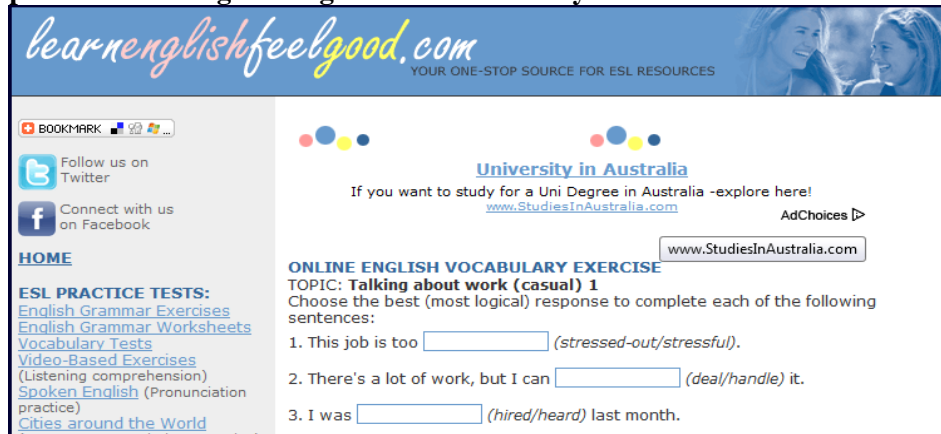 learnenglishfeelgood.com
YOUR ONE-STOP SOURCE FOR ESL RESOURCES
BOOKMARK ...
Follow us on
Twitter
Connect with us
on Facebook
HOME
ESL PRACTICE TESTS:
English Grammar Exercises
English Grammar Worksheets
Vocabulary Tests
Video-Based Exercises
(Listening comprehension)
Spoken English (Pronunciation
practice)
Cities around the World
University in Australia
If you want to study for a Uni Degree in Australia -explore here!
www.StudiesInAustralia.com
AdChoices
www.StudiesInAustralia.com
ONLINE ENGLISH VOCABULARY EXERCISE
TOPIC: Talking about work (casual) 1
Choose the best (most logical) response to complete each of the following
sentences:
1. This job is too (stressed-out/stressful).
2. There's a lot of work, but I can (deal/handle) it.
3. I was (hired/heard) last month.